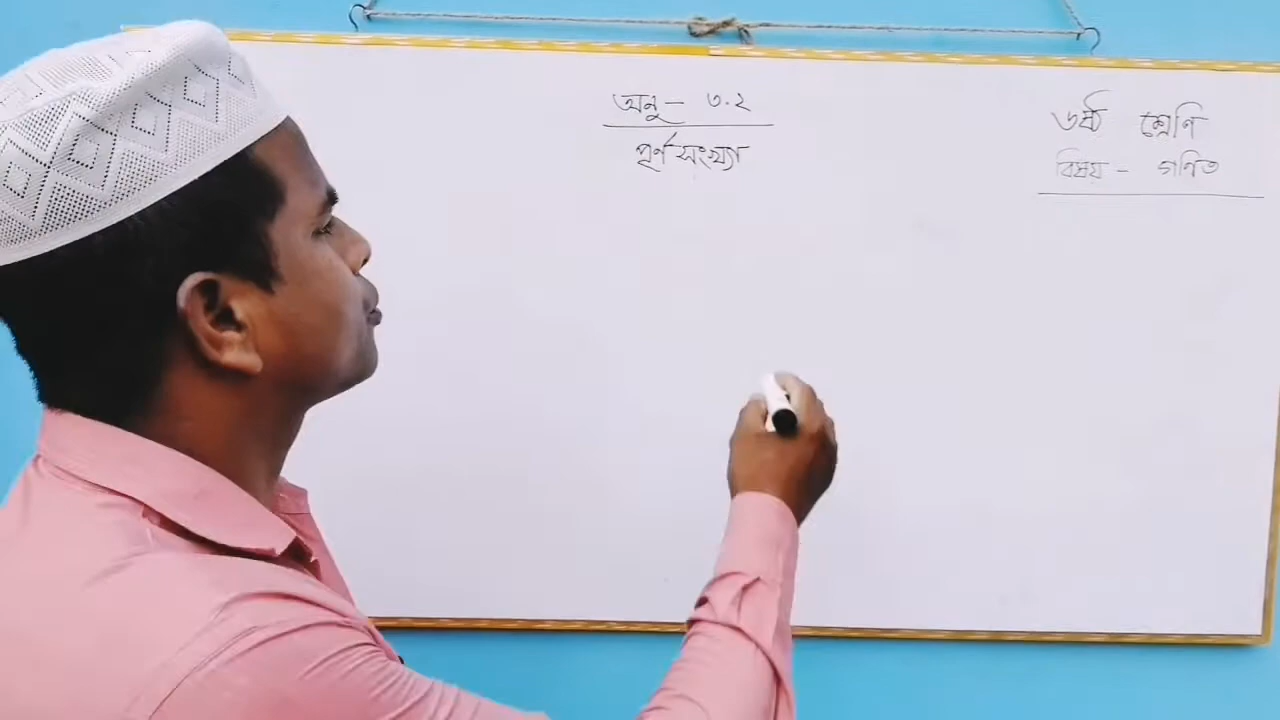 অনু - ৩.২
পূর্ণসংখ্যা
৬ষ্ঠ শ্রেণি
বিষয় - গণিত